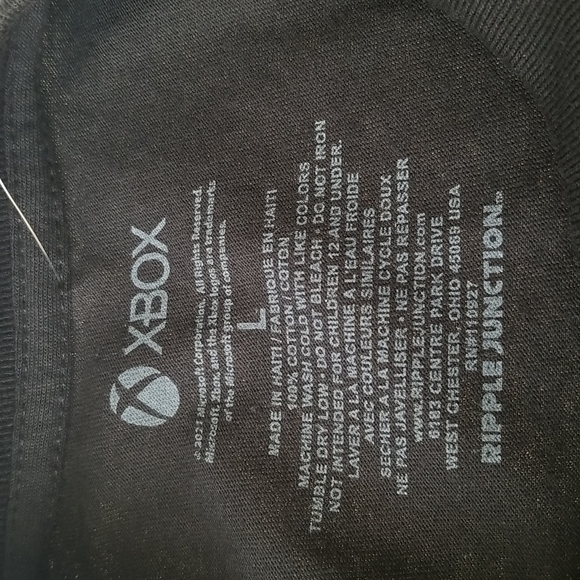 XBOX
© 2021 Microsoft Corporation. All Rights Reserved.
Microsoft, Xbox and the Xbox logos are trademarks
of the Microsoft group of companies.
L
MADE IN HAITI / FABRIQUE EN HAITI
100% COTTON / COTON
MACHINE WASH COLD WITH LIKE COLORS
TUMBLE DRY LOW • DO NOT BLEACH • DO NOT IRON
NOT INTENDED FOR CHILDREN 12 AND UNDER.
LAVER A LA MACHINE A L'EAU FROIDE
AVEC COULEURS SIMILAIRES
SECHER A LA MACHINE CYCLE DOUX
NE PAS JAVELLISER • NE PAS REPASSER
www.RIPPLEJUNCTION.com
6183 CENTRE PARK DRIVE
WEST CHESTER, OHIO 45069 USA
RN#110927
RIPPLE JUNCTION™